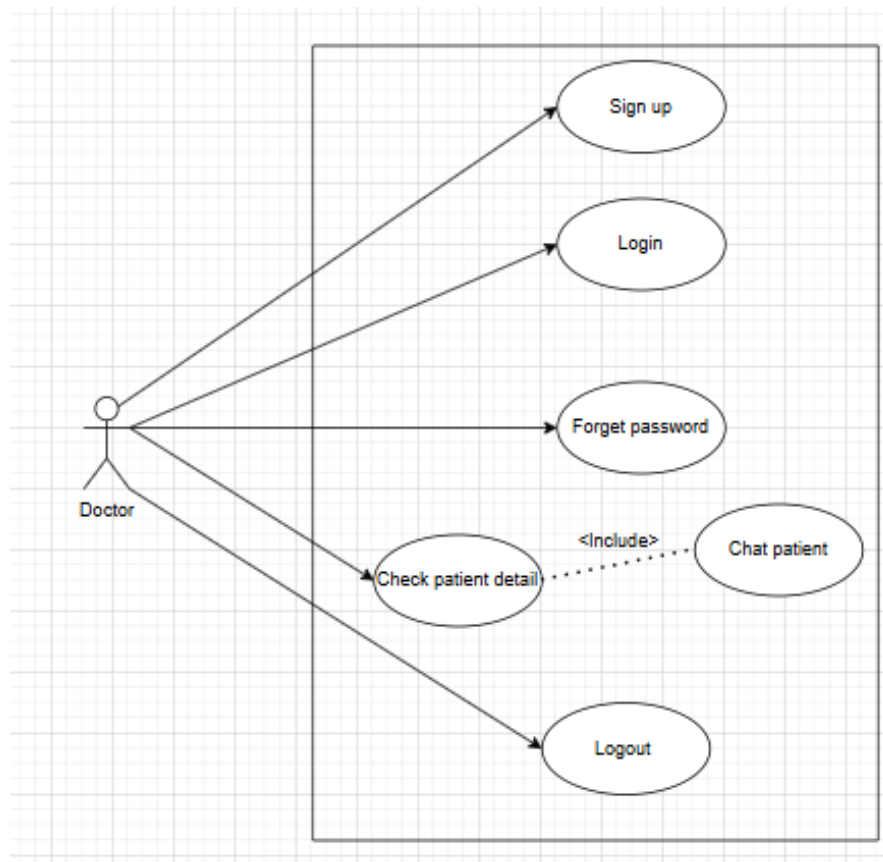 Sign up
Login
Forget password
Doctor
<Include>
Chat patient
Check patient detail
Logout